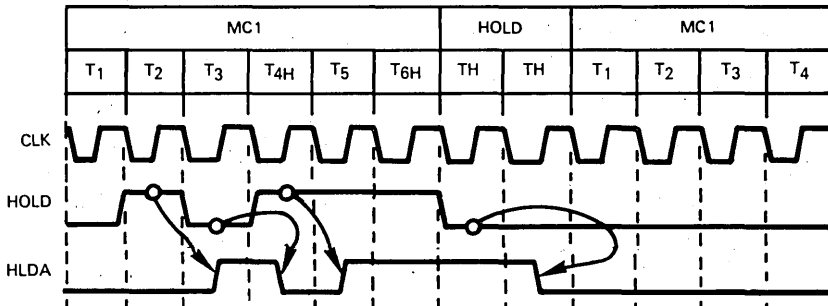 MC1 HOLD MC1
T1 T2 T3 T4H T5 T6H TH TH T1 T2 T3 T4
CLK
HOLD
HLDA